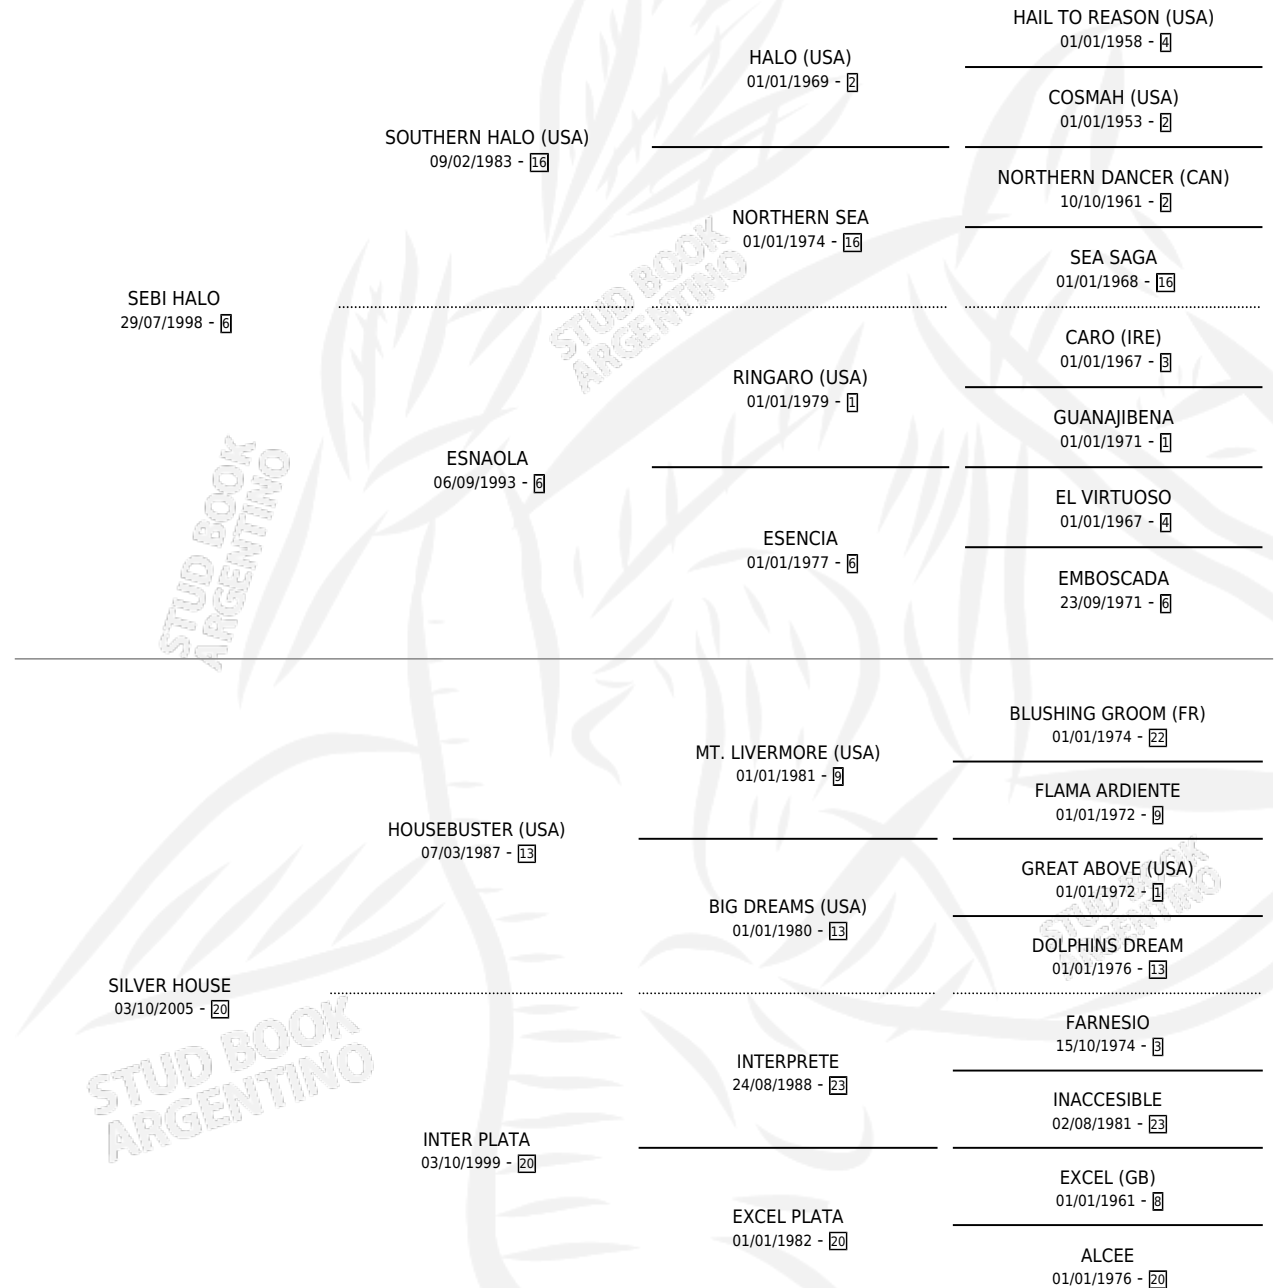 HAIL TO REASON (USA)
01/01/1958 - 4
HALO (USA)
01/01/1969 - 2
COSMAH (USA)
01/01/1953 - 2
SOUTHERN HALO (USA)
09/02/1983 - 16
NORTHERN DANCER (CAN)
10/10/1961 - 2
NORTHERN SEA
01/01/1974 - 16
SEA SAGA
01/01/1968 - 16
SEBI HALO
29/07/1998 - 6
STUD BOOK
ARGENTINO
CARO (IRE)
01/01/1967 - 3
RINGARO (USA)
01/01/1979 - 1
GUANAJIBENA
01/01/1971 - 1
ESNAOLA
06/09/1993 - 6
EL VIRTUOSO
01/01/1967 - 4
ESENCIA
01/01/1977 - 6
EMBOSCADA
23/09/1971 - 6
STUD BOOK
ARGENTINO
BLUSHING GROOM (FR)
01/01/1974 - 22
MT. LIVERMORE (USA)
01/01/1981 - 9
FLAMA ARDIENTE
01/01/1972 - 9
HOUSEBUSTER (USA)
07/03/1987 - 13
GREAT ABOVE (USA)
01/01/1972 - 1
BIG DREAMS (USA)
01/01/1980 - 13
STUD BOOK
ARGENTINO
DOLPHINS DREAM
01/01/1976 - 13
SILVER HOUSE
03/10/2005 - 20
STUD BOOK
ARGENTINO
FARNESIO
15/10/1974 - 3
INTERPRETE
24/08/1988 - 23
INACCESIBLE
02/08/1981 - 23
INTER PLATA
03/10/1999 - 20
EXCEL (GB)
01/01/1961 - 8
EXCEL PLATA
01/01/1982 - 20
ALCEE
01/01/1976 - 20